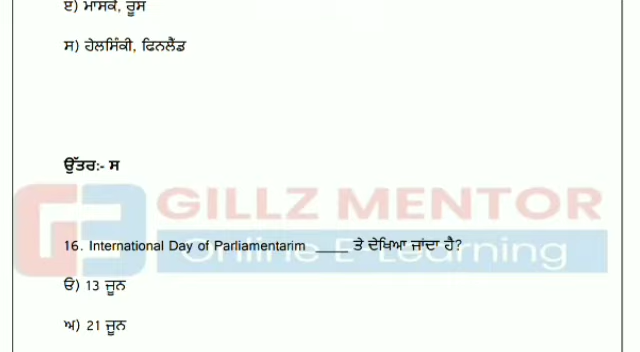 ੲ) ਮਾਸਕੋ, ਰੂਸ
ਸ) ਹੇਲਸਿੰਕੀ, ਫਿਨਲੈਂਡ
ਉੱਤਰ:- ਸ
GILLZ MENTOR
Online E-Learning
16. International Day of Parliamentarim ____ ਤੇ ਦੇਖਿਆ ਜਾਂਦਾ ਹੈ?
ੳ) 13 ਜੂਨ
ਅ) 21 ਜੂਨ